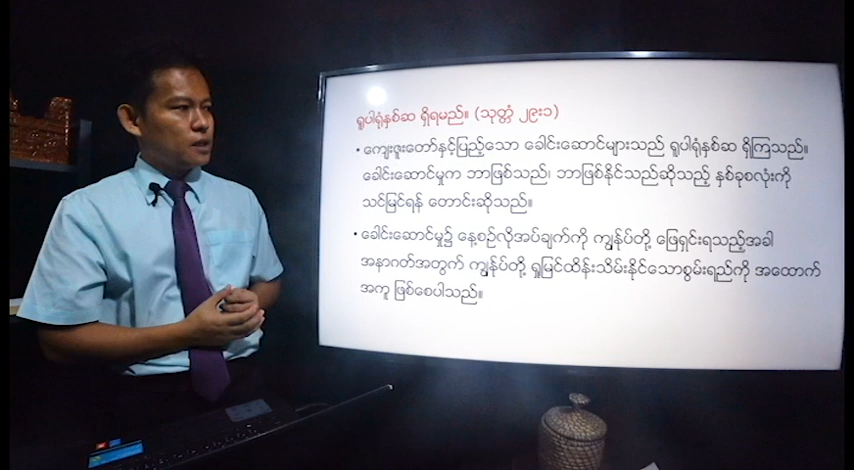 ရူပါရုံနှစ်ဆ ရှိရမည်။ (သုတ္တံ ၂၉း၁)
• ကျေးဇူးတော်နှင့်ပြည့်သော ခေါင်းဆောင်များသည် ရူပါရုံနှစ်ဆ ရှိကြသည်။
ခေါင်းဆောင်မှုက ဘာဖြစ်သည်၊ ဘာဖြစ်နိုင်သည်ဆိုသည့် နှစ်ခုစလုံးကို
သင်မြင်ရန် တောင်းဆိုသည်။
• ခေါင်းဆောင်မှု၌ နေ့စဉ်လိုအပ်ချက်ကို ကျွန်ုပ်တို့ ဖြေရှင်းရသည့်အခါ
အနာဂတ်အတွက် ကျွန်ုပ်တို့ ရှုမြင်ထိန်းသိမ်းနိုင်သောစွမ်းရည်ကို အထောက်
အကူ ဖြစ်စေပါသည်။